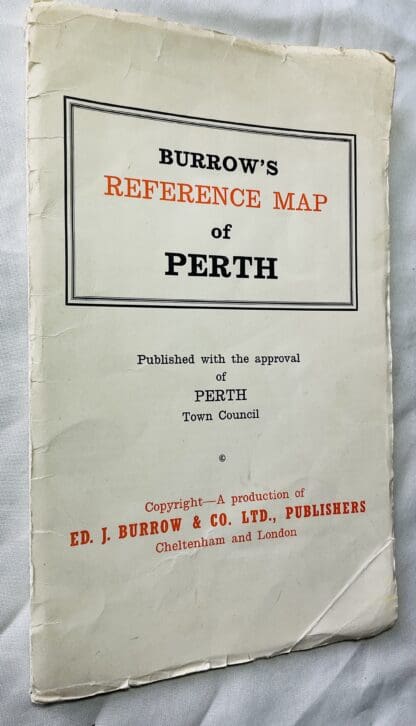 BURROW'S
REFERENCE MAP
of
PERTH
Published with the approval
of
PERTH
Town Council
©
Copyright—A production of
ED. J. BURROW & CO. LTD., PUBLISHERS
Cheltenham and London